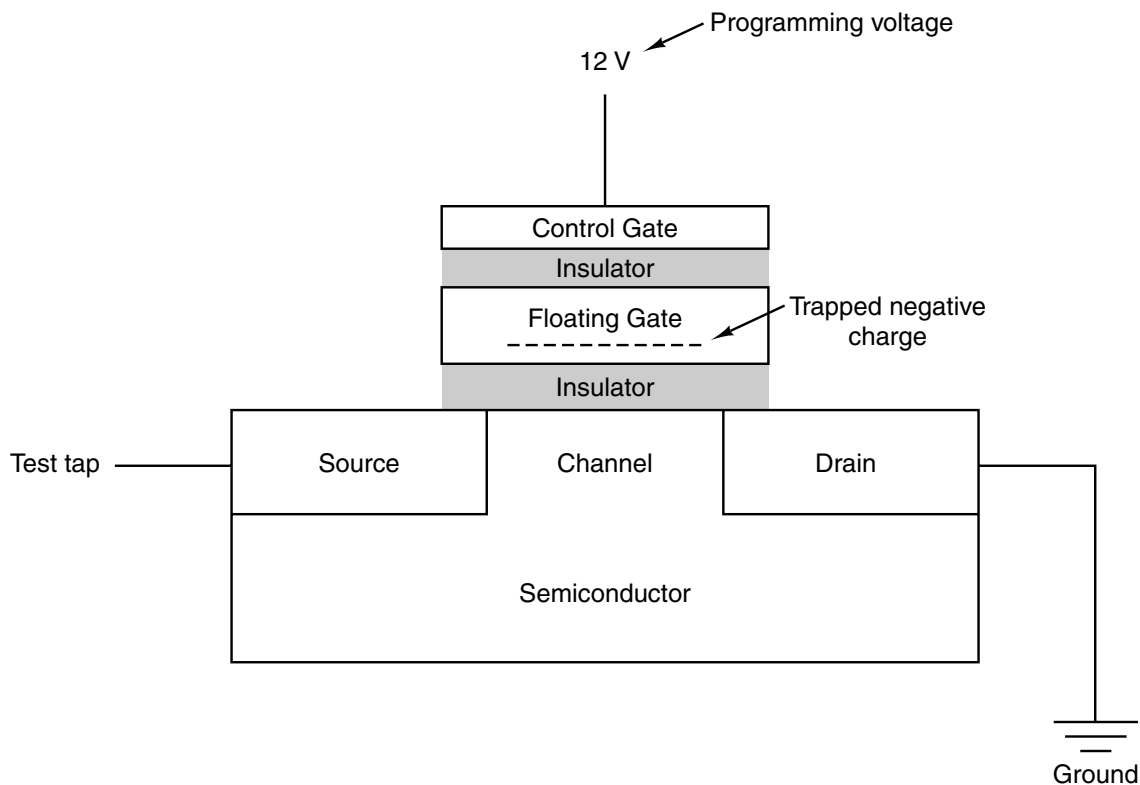 Programming voltage
12 V
Control Gate
Insulator
Floating Gate
Trapped negative
charge
Insulator
Test tap
Source
Channel
Drain
Semiconductor
Ground